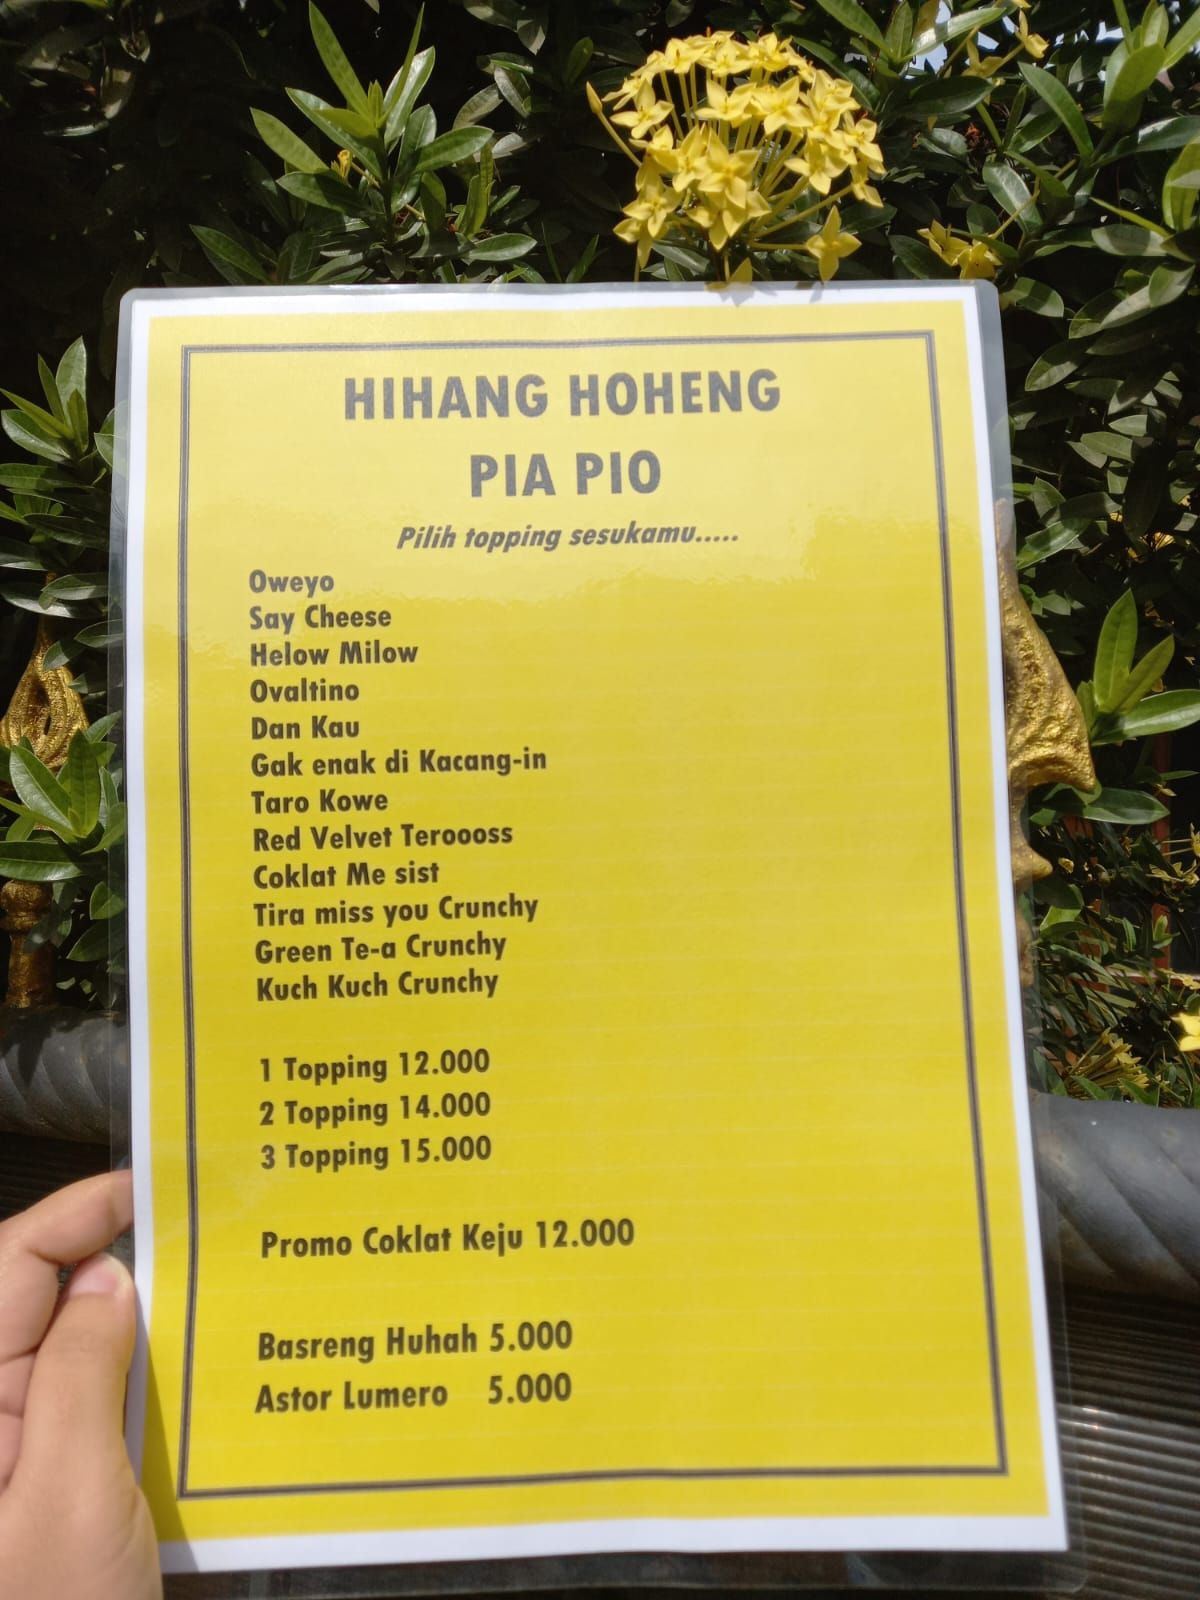 HIHANG HOHENG
PIA PIO
Pilih topping sesukamu.....
Oweyo
Say Cheese
Helow Milow
Ovaltino
Dan Kau
Gak enak di Kacang-in
Taro Kowe
Red Velvet Teroooss
Coklat Me sist
Tira miss you Crunchy
Green Te-a Crunchy
Kuch Kuch Crunchy
1 Topping 12.000
2 Topping 14.000
3 Topping 15.000
Promo Coklat Keju 12.000
Basreng Huhah 5.000
Astor Lumero 5.000